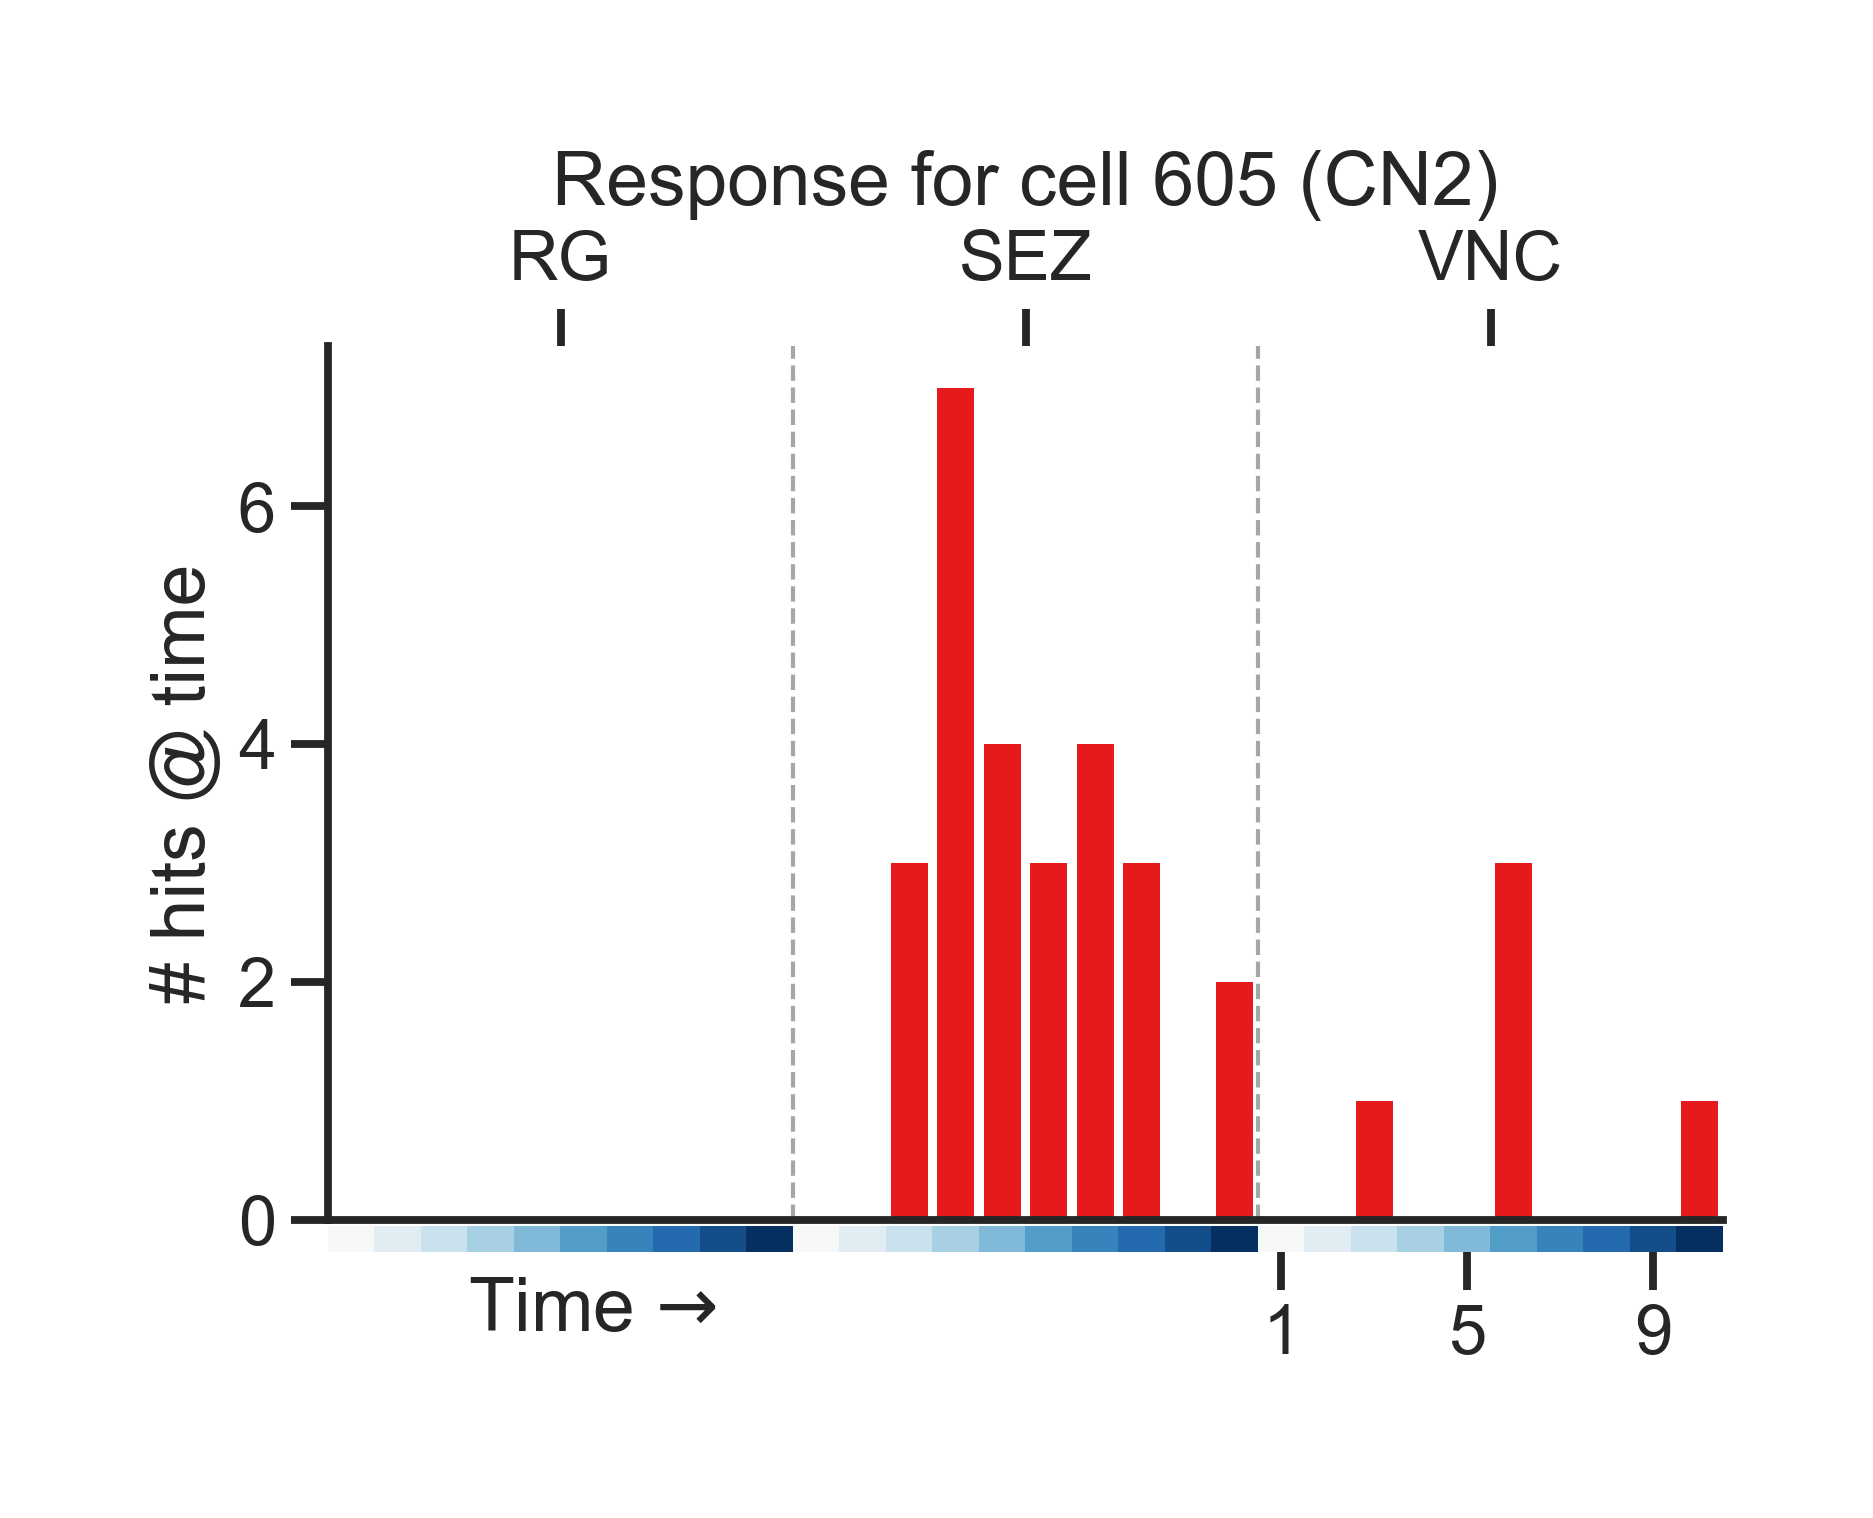 Response for cell 605 (CN2)
RG SEZ VNC
# hits @ time
6
4
2
0
Time →
1 5 9